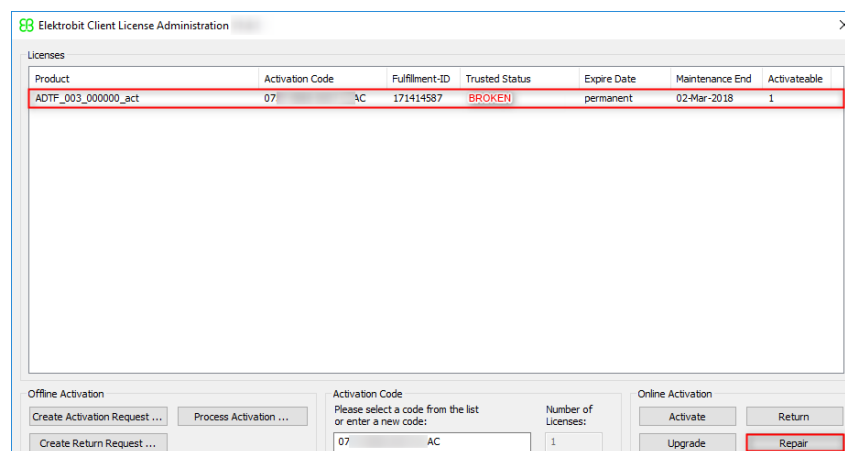 Elektrobit Client License Administration
Licenses
Product Activation Code Fulfillment-ID Trusted Status Expire Date Maintenance End Activateable
ADTF_003_000000_act 07 AC 171414587 BROKEN permanent 02-Mar-2018 1
Offline Activation Activation Code Online Activation
Create Activation Request ... Process Activation ... Please select a code from the list Number of Activate Return
or enter a new code: Licenses:
Create Return Request ... 07 AC 1 Upgrade Repair